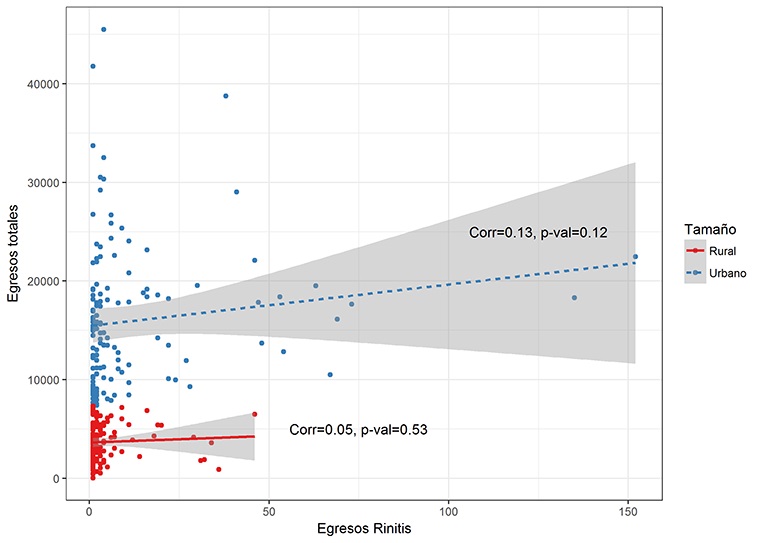 40000
30000
20000
10000
0
Egresos totales
Corr=0.13, p-val=0.12
Corr=0.05, p-val=0.53
0
50
100
150
Egresos Rinitis
Tamaño
Rural
Urbano